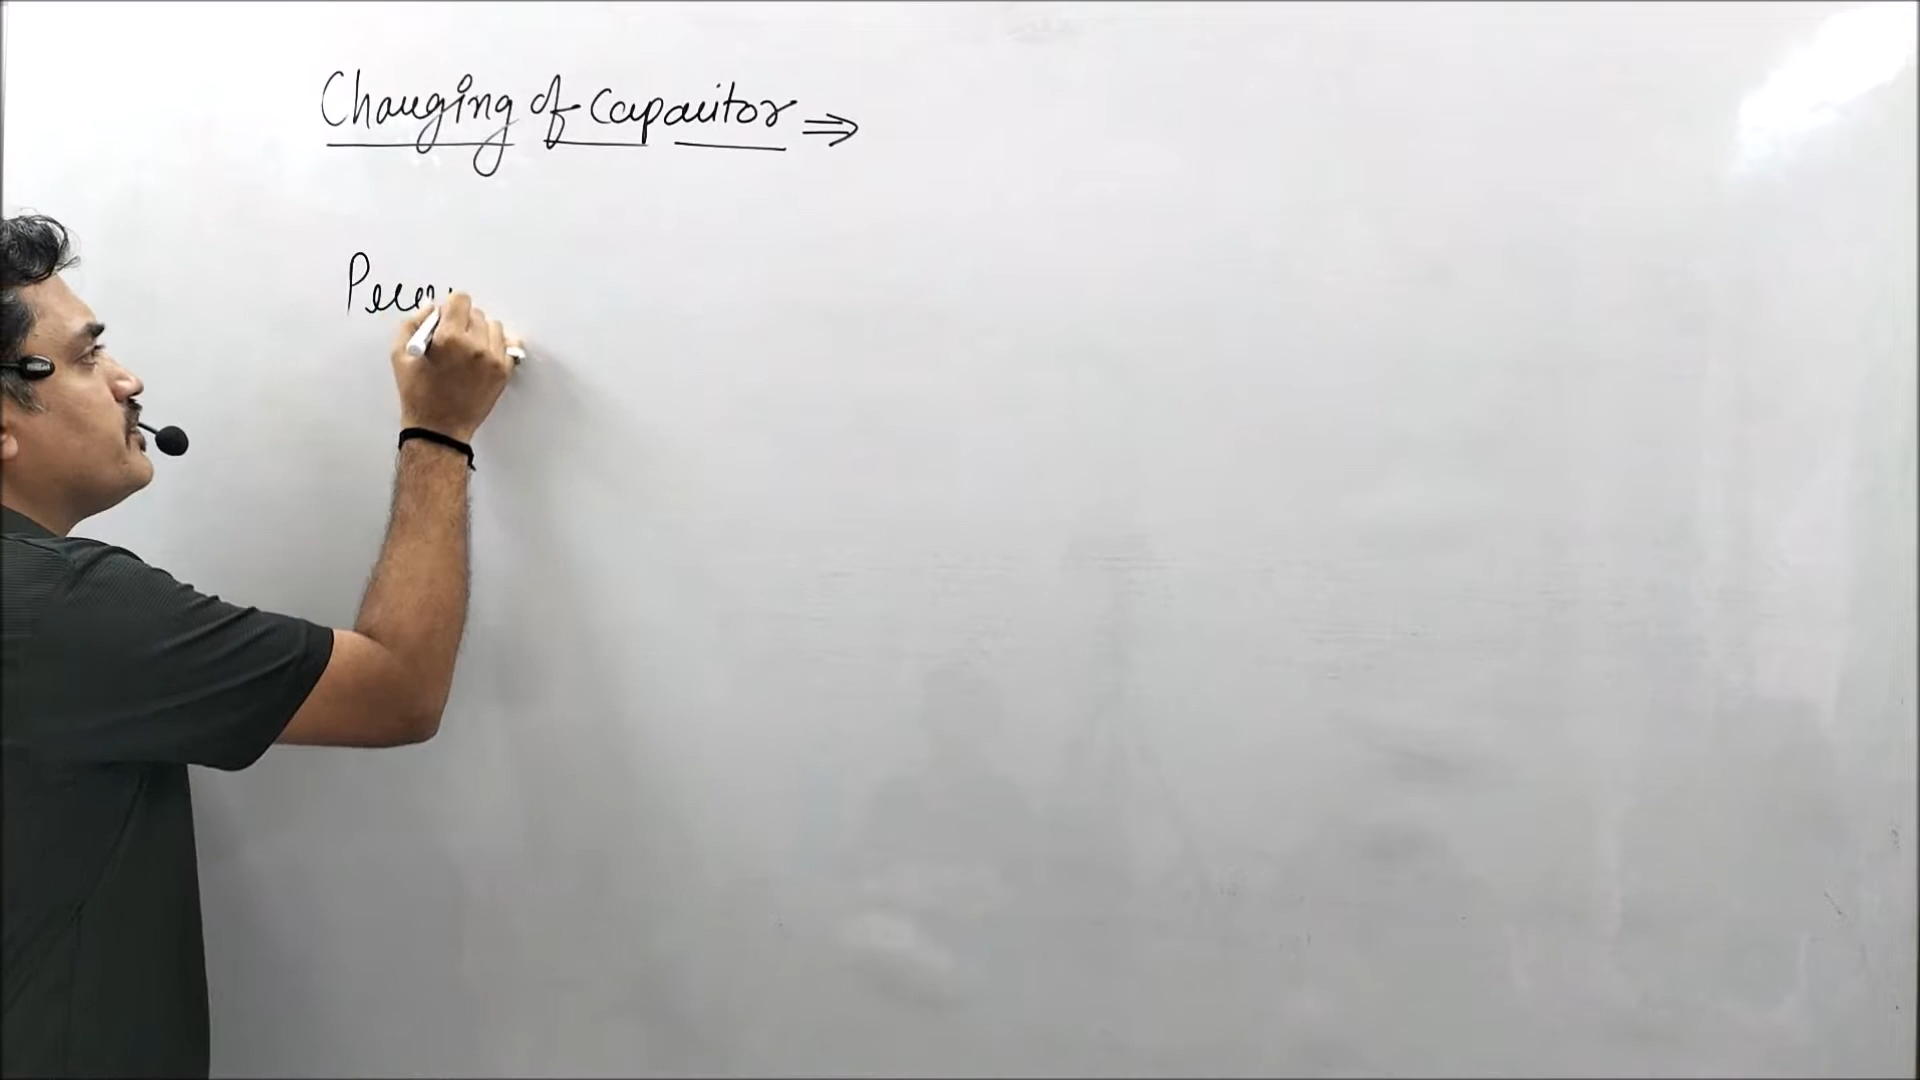 Charging of Capacitor ⇒